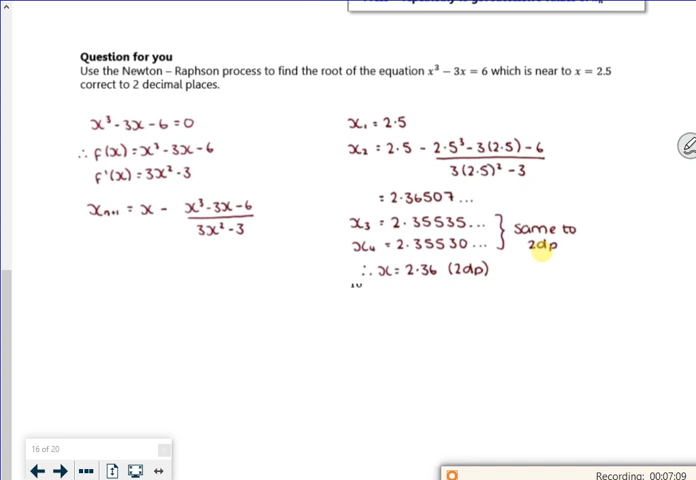 Question for you
Use the Newton – Raphson process to find the root of the equation x³ − 3x = 6 which is near to x = 2.5
correct to 2 decimal places.
x³-3x-6=0
∴ f(x)=x³-3x-6
f'(x)=3x²-3
xₙ₊₁ = x - (x³-3x-6)/(3x²-3)
x₁ = 2.5
x₂ = 2.5 - (2.5³-3(2.5)-6)/(3(2.5)²-3)
= 2.36507...
x₃ = 2.35535...
x₄ = 2.35530...
} same to
2dp
∴ x = 2.36 (2dp)
16 of 20
Recording: 00:07:09